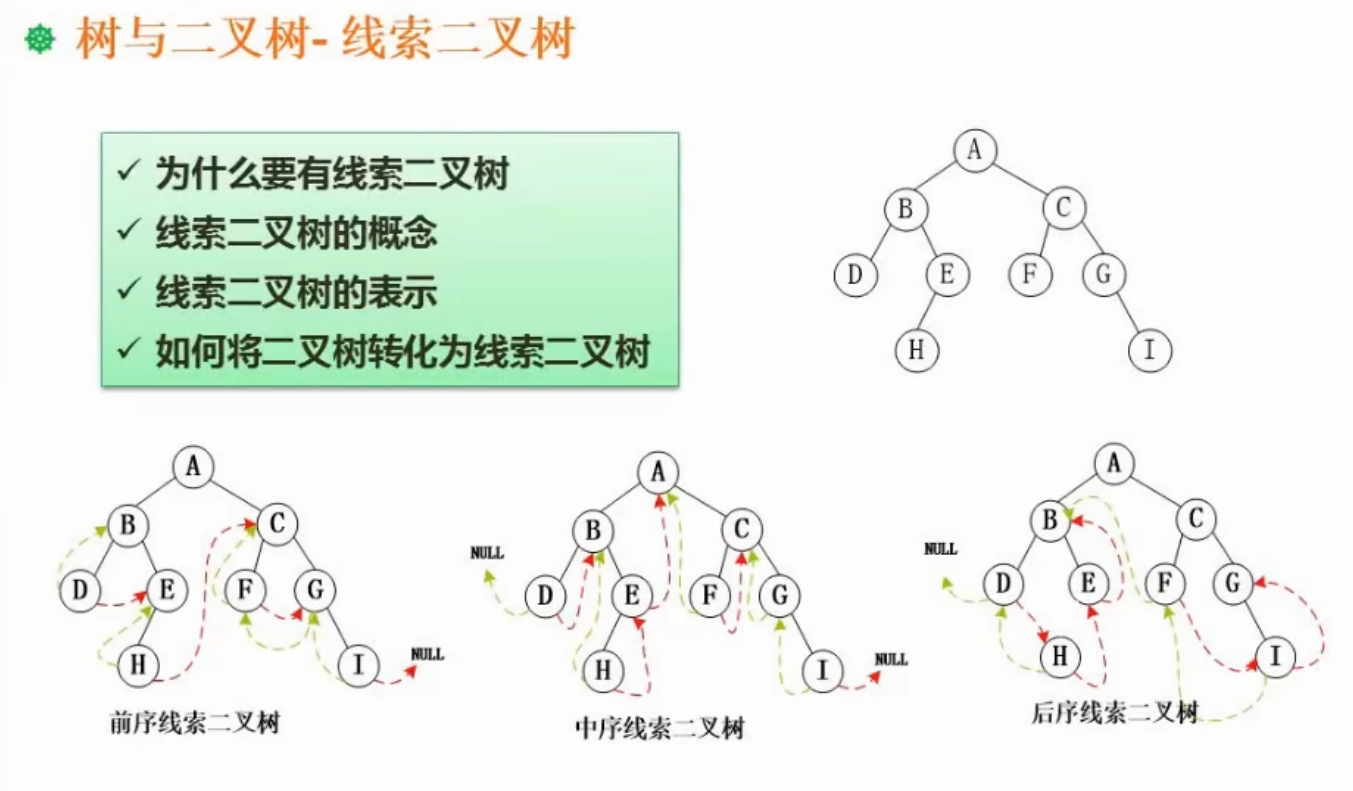 树与二叉树- 线索二叉树
✓ 为什么要有线索二叉树
✓ 线索二叉树的概念
✓ 线索二叉树的表示
✓ 如何将二叉树转化为线索二叉树
A
B C
D E F G
H I
A
B C
D E F G
H I NULL
前序线索二叉树
A
B C
NULL
D E F G
H I NULL
中序线索二叉树
A
B C
NULL
D E F G
H I
后序线索二叉树